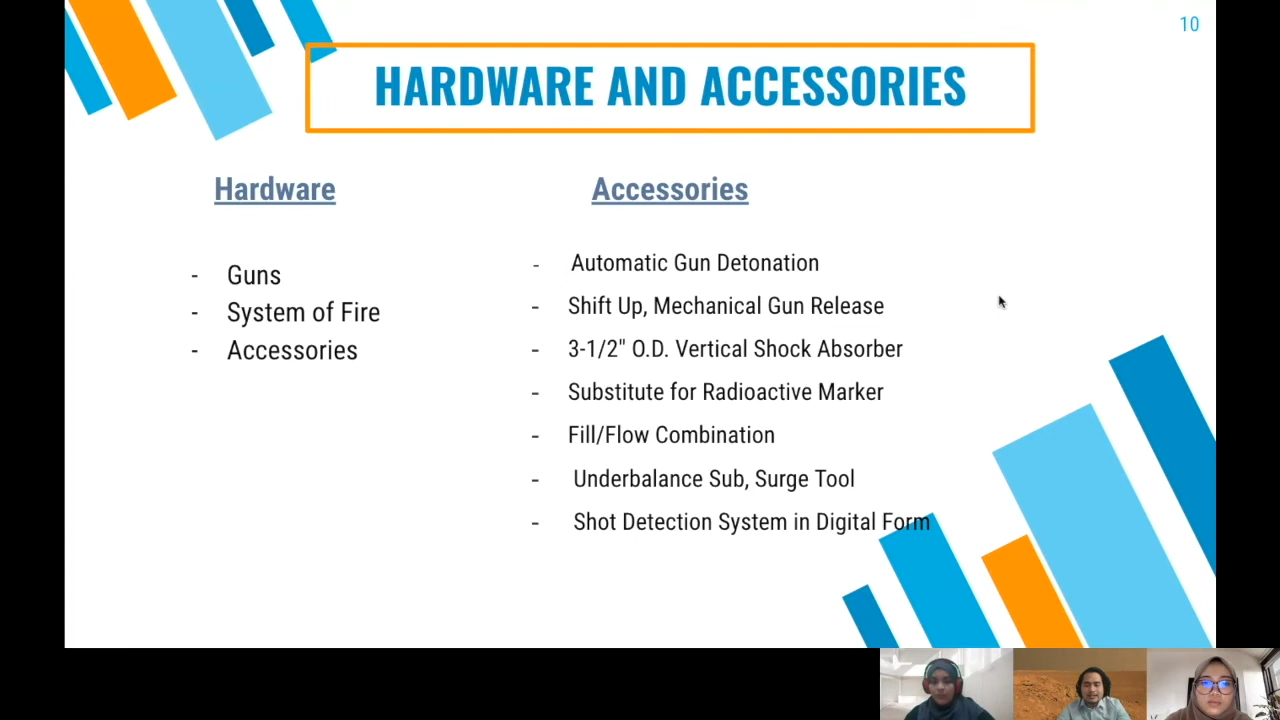 10
HARDWARE AND ACCESSORIES
Hardware
- Guns
- System of Fire
- Accessories
Accessories
- Automatic Gun Detonation
- Shift Up, Mechanical Gun Release
- 3-1/2" O.D. Vertical Shock Absorber
- Substitute for Radioactive Marker
- Fill/Flow Combination
- Underbalance Sub, Surge Tool
- Shot Detection System in Digital Form